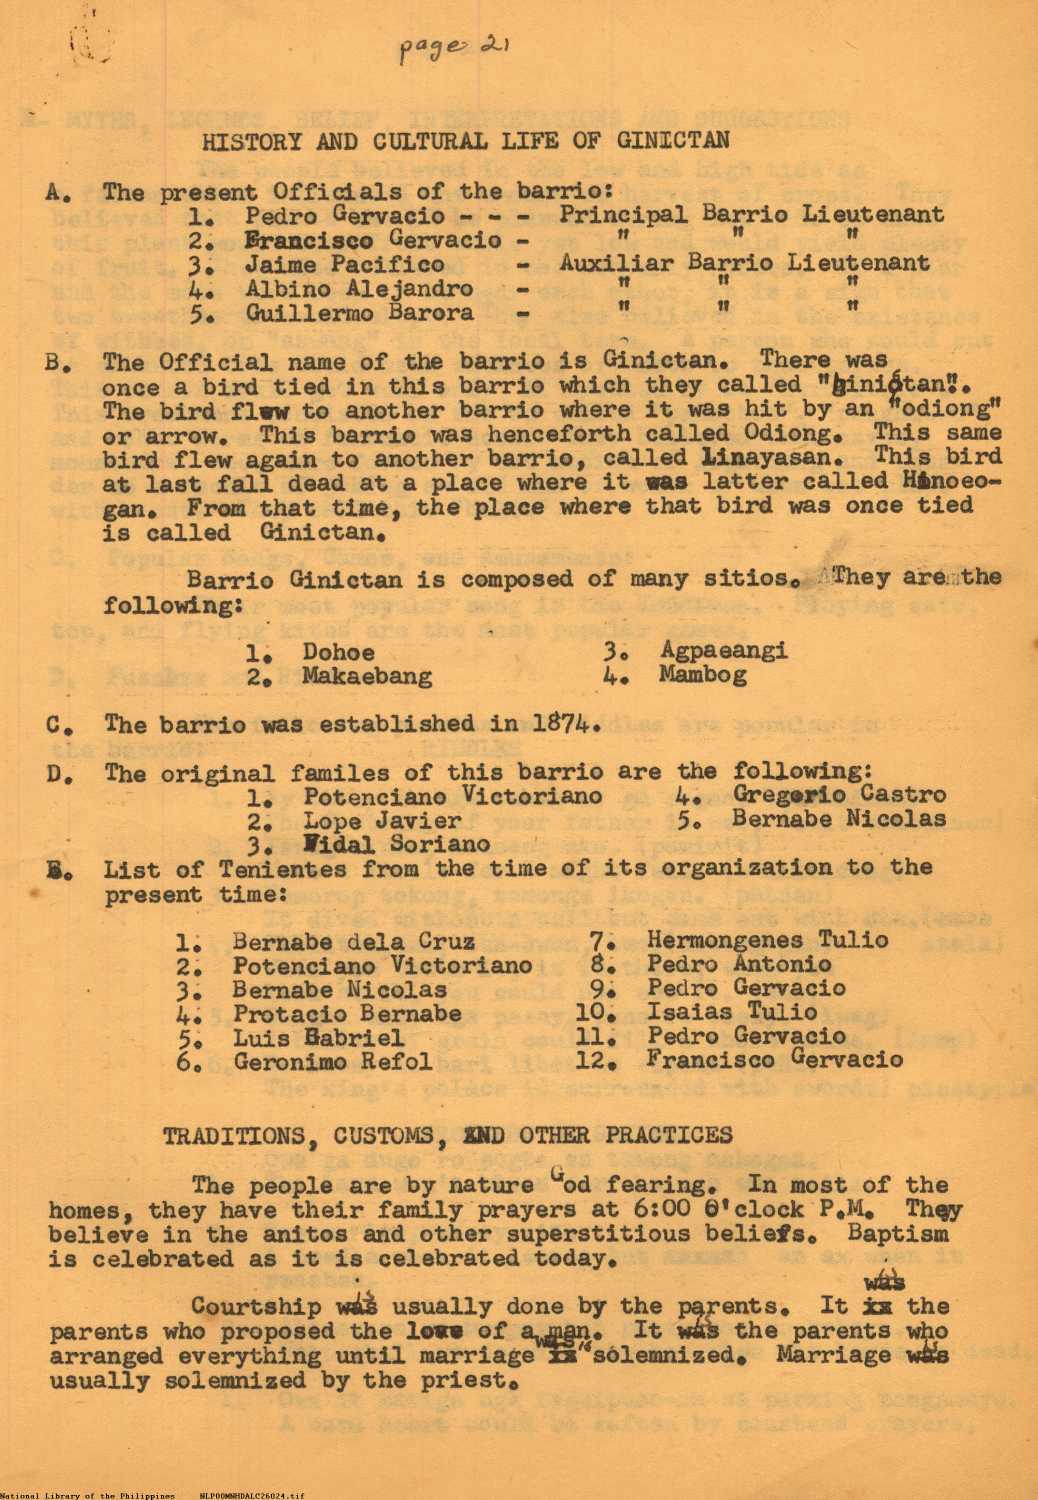 page 21
HISTORY AND CULTURAL LIFE OF GINICTAN
A. The present Officials of the barrio:
1. Pedro Gervacio - - - Principal Barrio Lieutenant
2. Francisco Gervacio - " " "
3. Jaime Pacifico - Auxiliar Barrio Lieutenant
4. Albino Alejandro - " " "
5. Guillermo Barora - " " "
B. The Official name of the barrio is Ginictan. There was
once a bird tied in this barrio which they called "hinigtan".
The bird flew to another barrio where it was hit by an "odiong"
or arrow. This barrio was henceforth called Odiong. This same
bird flew again to another barrio, called Linayasan. This bird
at last fall dead at a place where it was latter called Hinoeo-
gan. From that time, the place where that bird was once tied
is called Ginictan.
Barrio Ginictan is composed of many sitios. They are the
following:
1. Dohoe 3. Agpaeangi
2. Makaebang 4. Mambog
C. The barrio was established in 1874.
D. The original familes of this barrio are the following:
1. Potenciano Victoriano 4. Gregorio Castro
2. Lope Javier 5. Bernabe Nicolas
3. Vidal Soriano
E. List of Tenientes from the time of its organization to the
present time:
1. Bernabe dela Cruz 7. Hermongenes Tulio
2. Potenciano Victoriano 8. Pedro Antonio
3. Bernabe Nicolas 9. Pedro Gervacio
4. Protacio Bernabe 10. Isaias Tulio
5. Luis Gabriel 11. Pedro Gervacio
6. Geronimo Refol 12. Francisco Gervacio
TRADITIONS, CUSTOMS, AND OTHER PRACTICES
The people are by nature God fearing. In most of the
homes, they have their family prayers at 6:00 O'clock P.M. They
believe in the anitos and other superstitious beliefs. Baptism
is celebrated as it is celebrated today.
Courtship is usually done by the parents. It is the
parents who proposed the love of a man. It is the parents who
arranged everything until marriage is solemnized. Marriage is
usually solemnized by the priest.
National Library of the Philippines NLPOOMNHDALC26024.tif